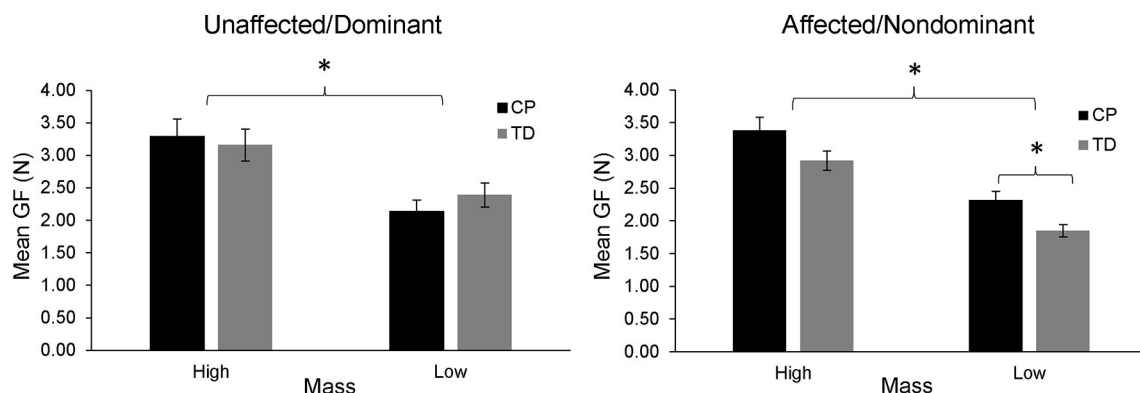 Unaffected/Dominant
*
4.00
3.50
3.00
2.50
2.00
1.50
1.00
0.50
0.00
Mean GF (N)
CP
TD
High
Low
Mass
Affected/Nondominant
*
*
4.00
3.50
3.00
2.50
2.00
1.50
1.00
0.50
0.00
Mean GF (N)
CP
TD
High
Low
Mass